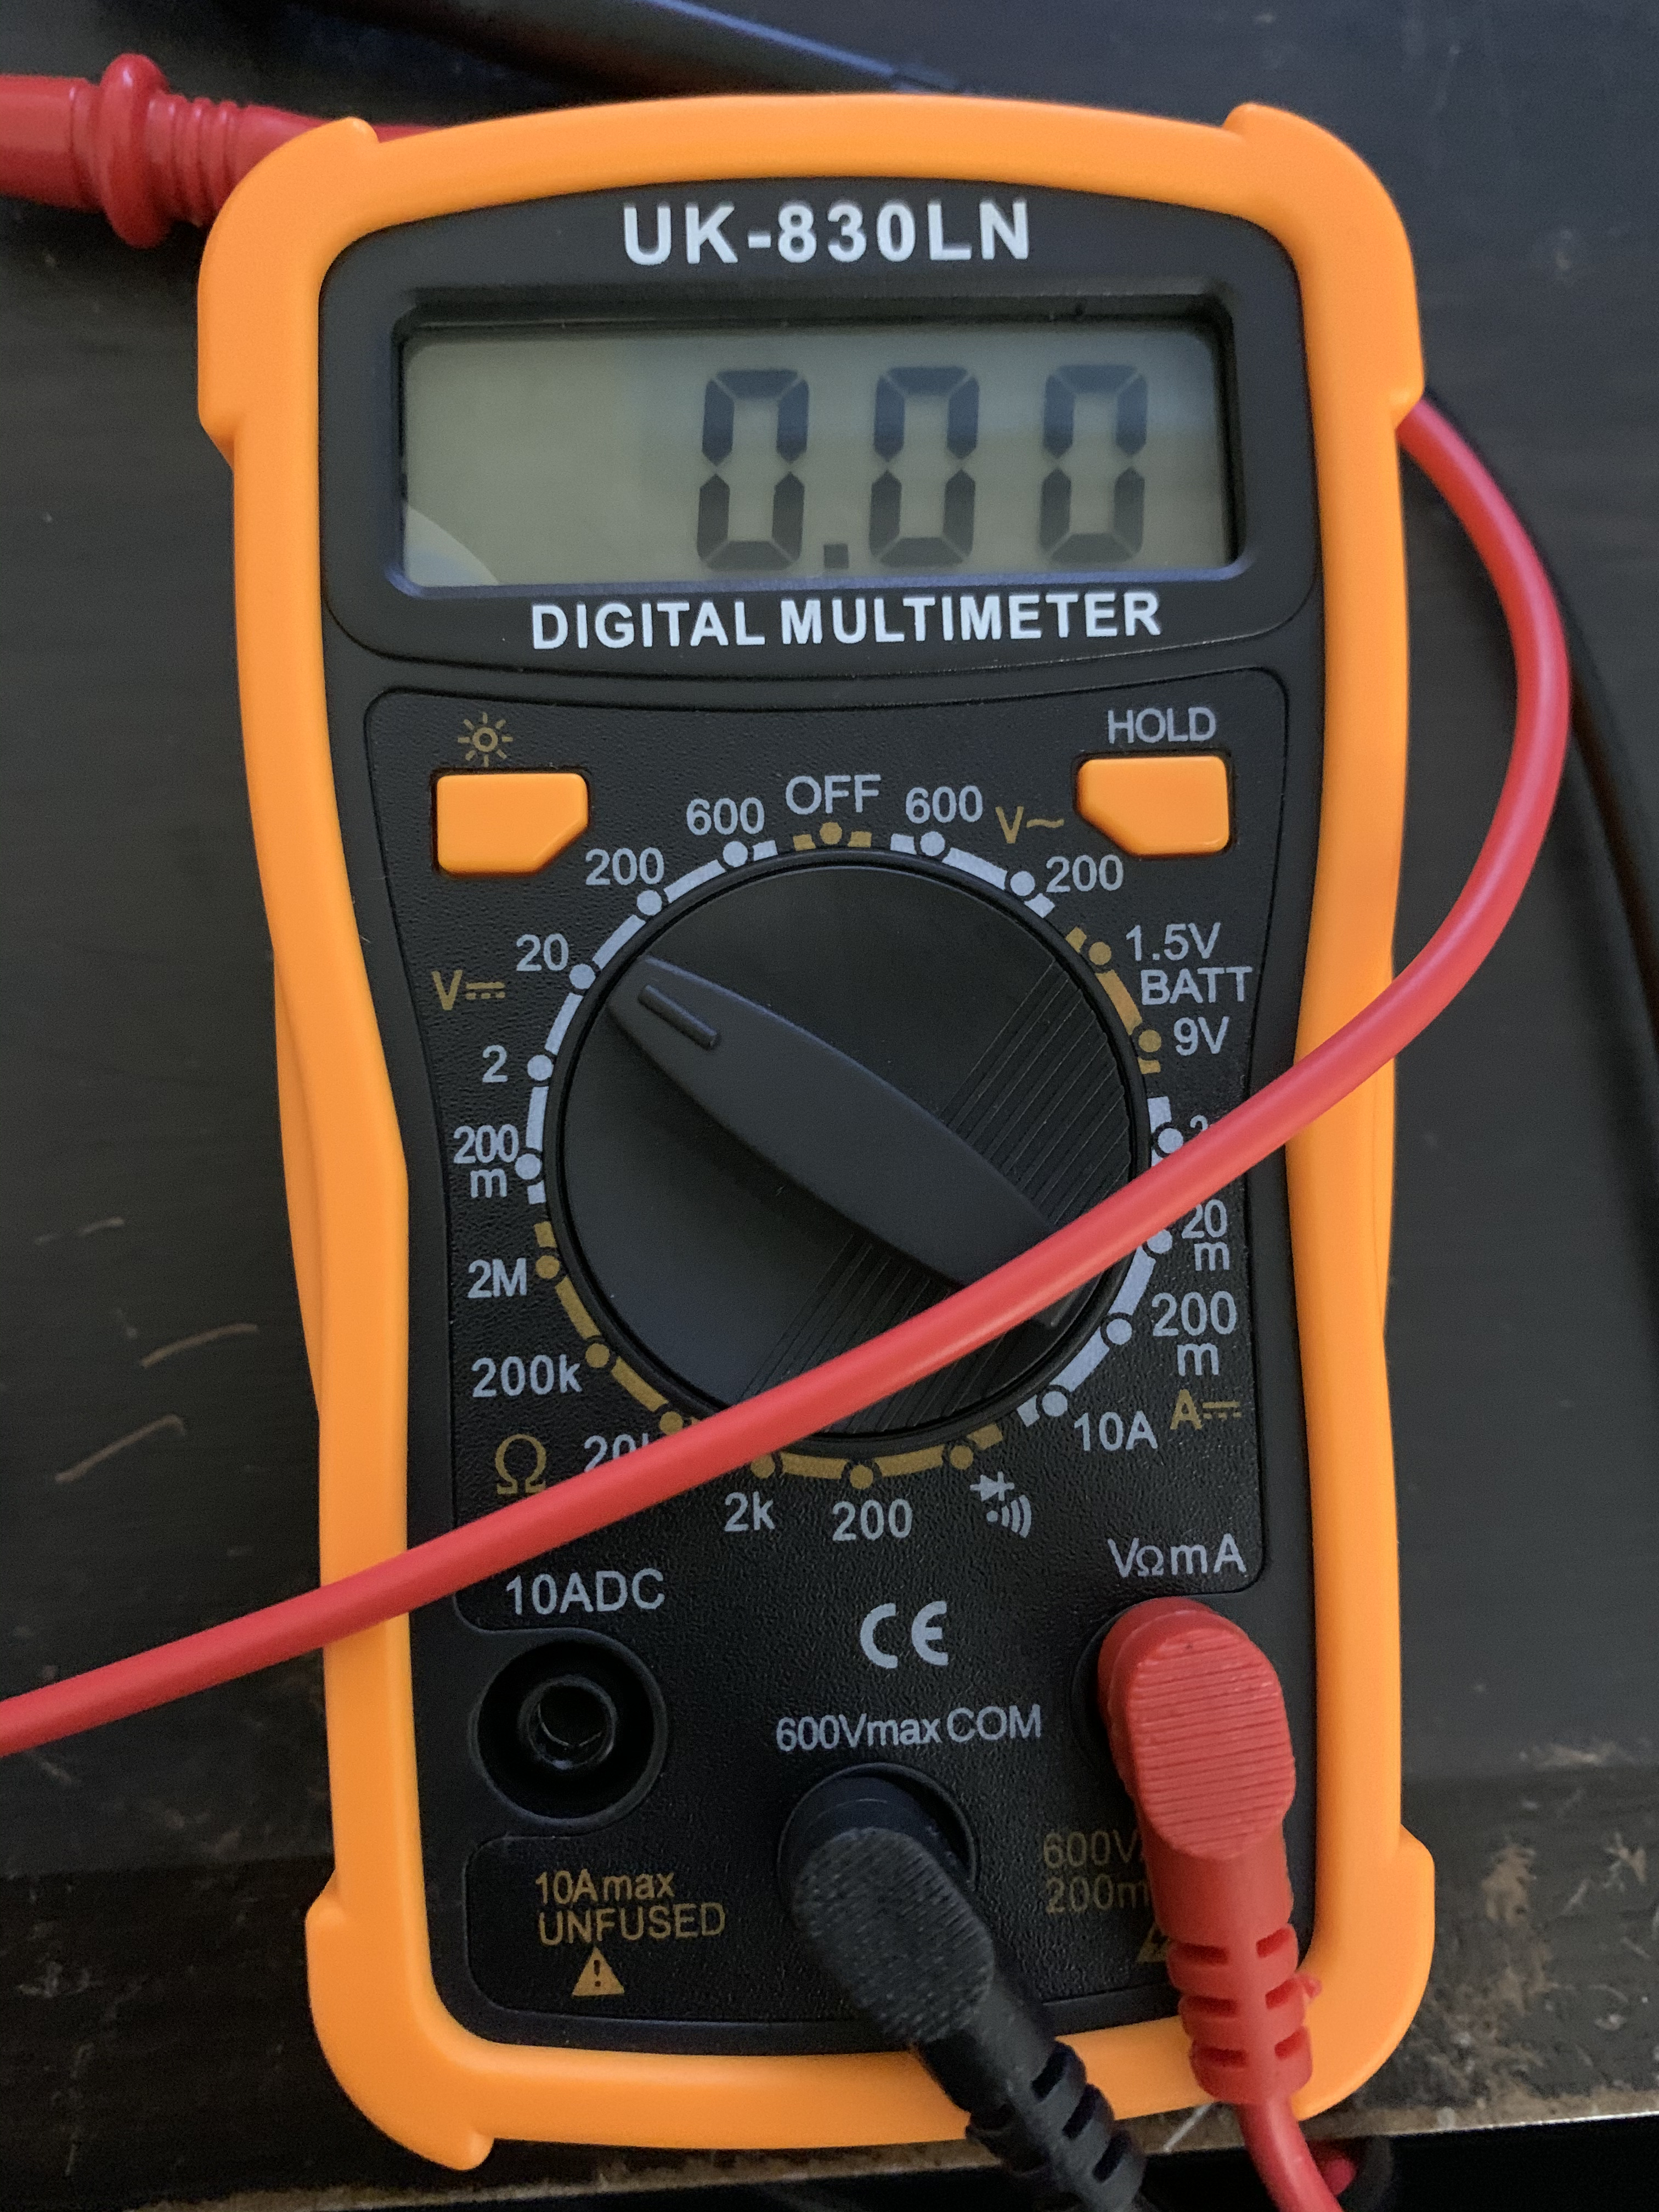 UK-830LN
0.00
DIGITAL MULTIMETER
HOLD
OFF
600
600
V~
200
200
1.5V
BATT
9V
20
V⎓
2
200
m
20
m
2M
200
m
200k
10A
A⎓
Ω
2k
200
VΩmA
10ADC
CE
600Vmax COM
10Amax
UNFUSED
600V